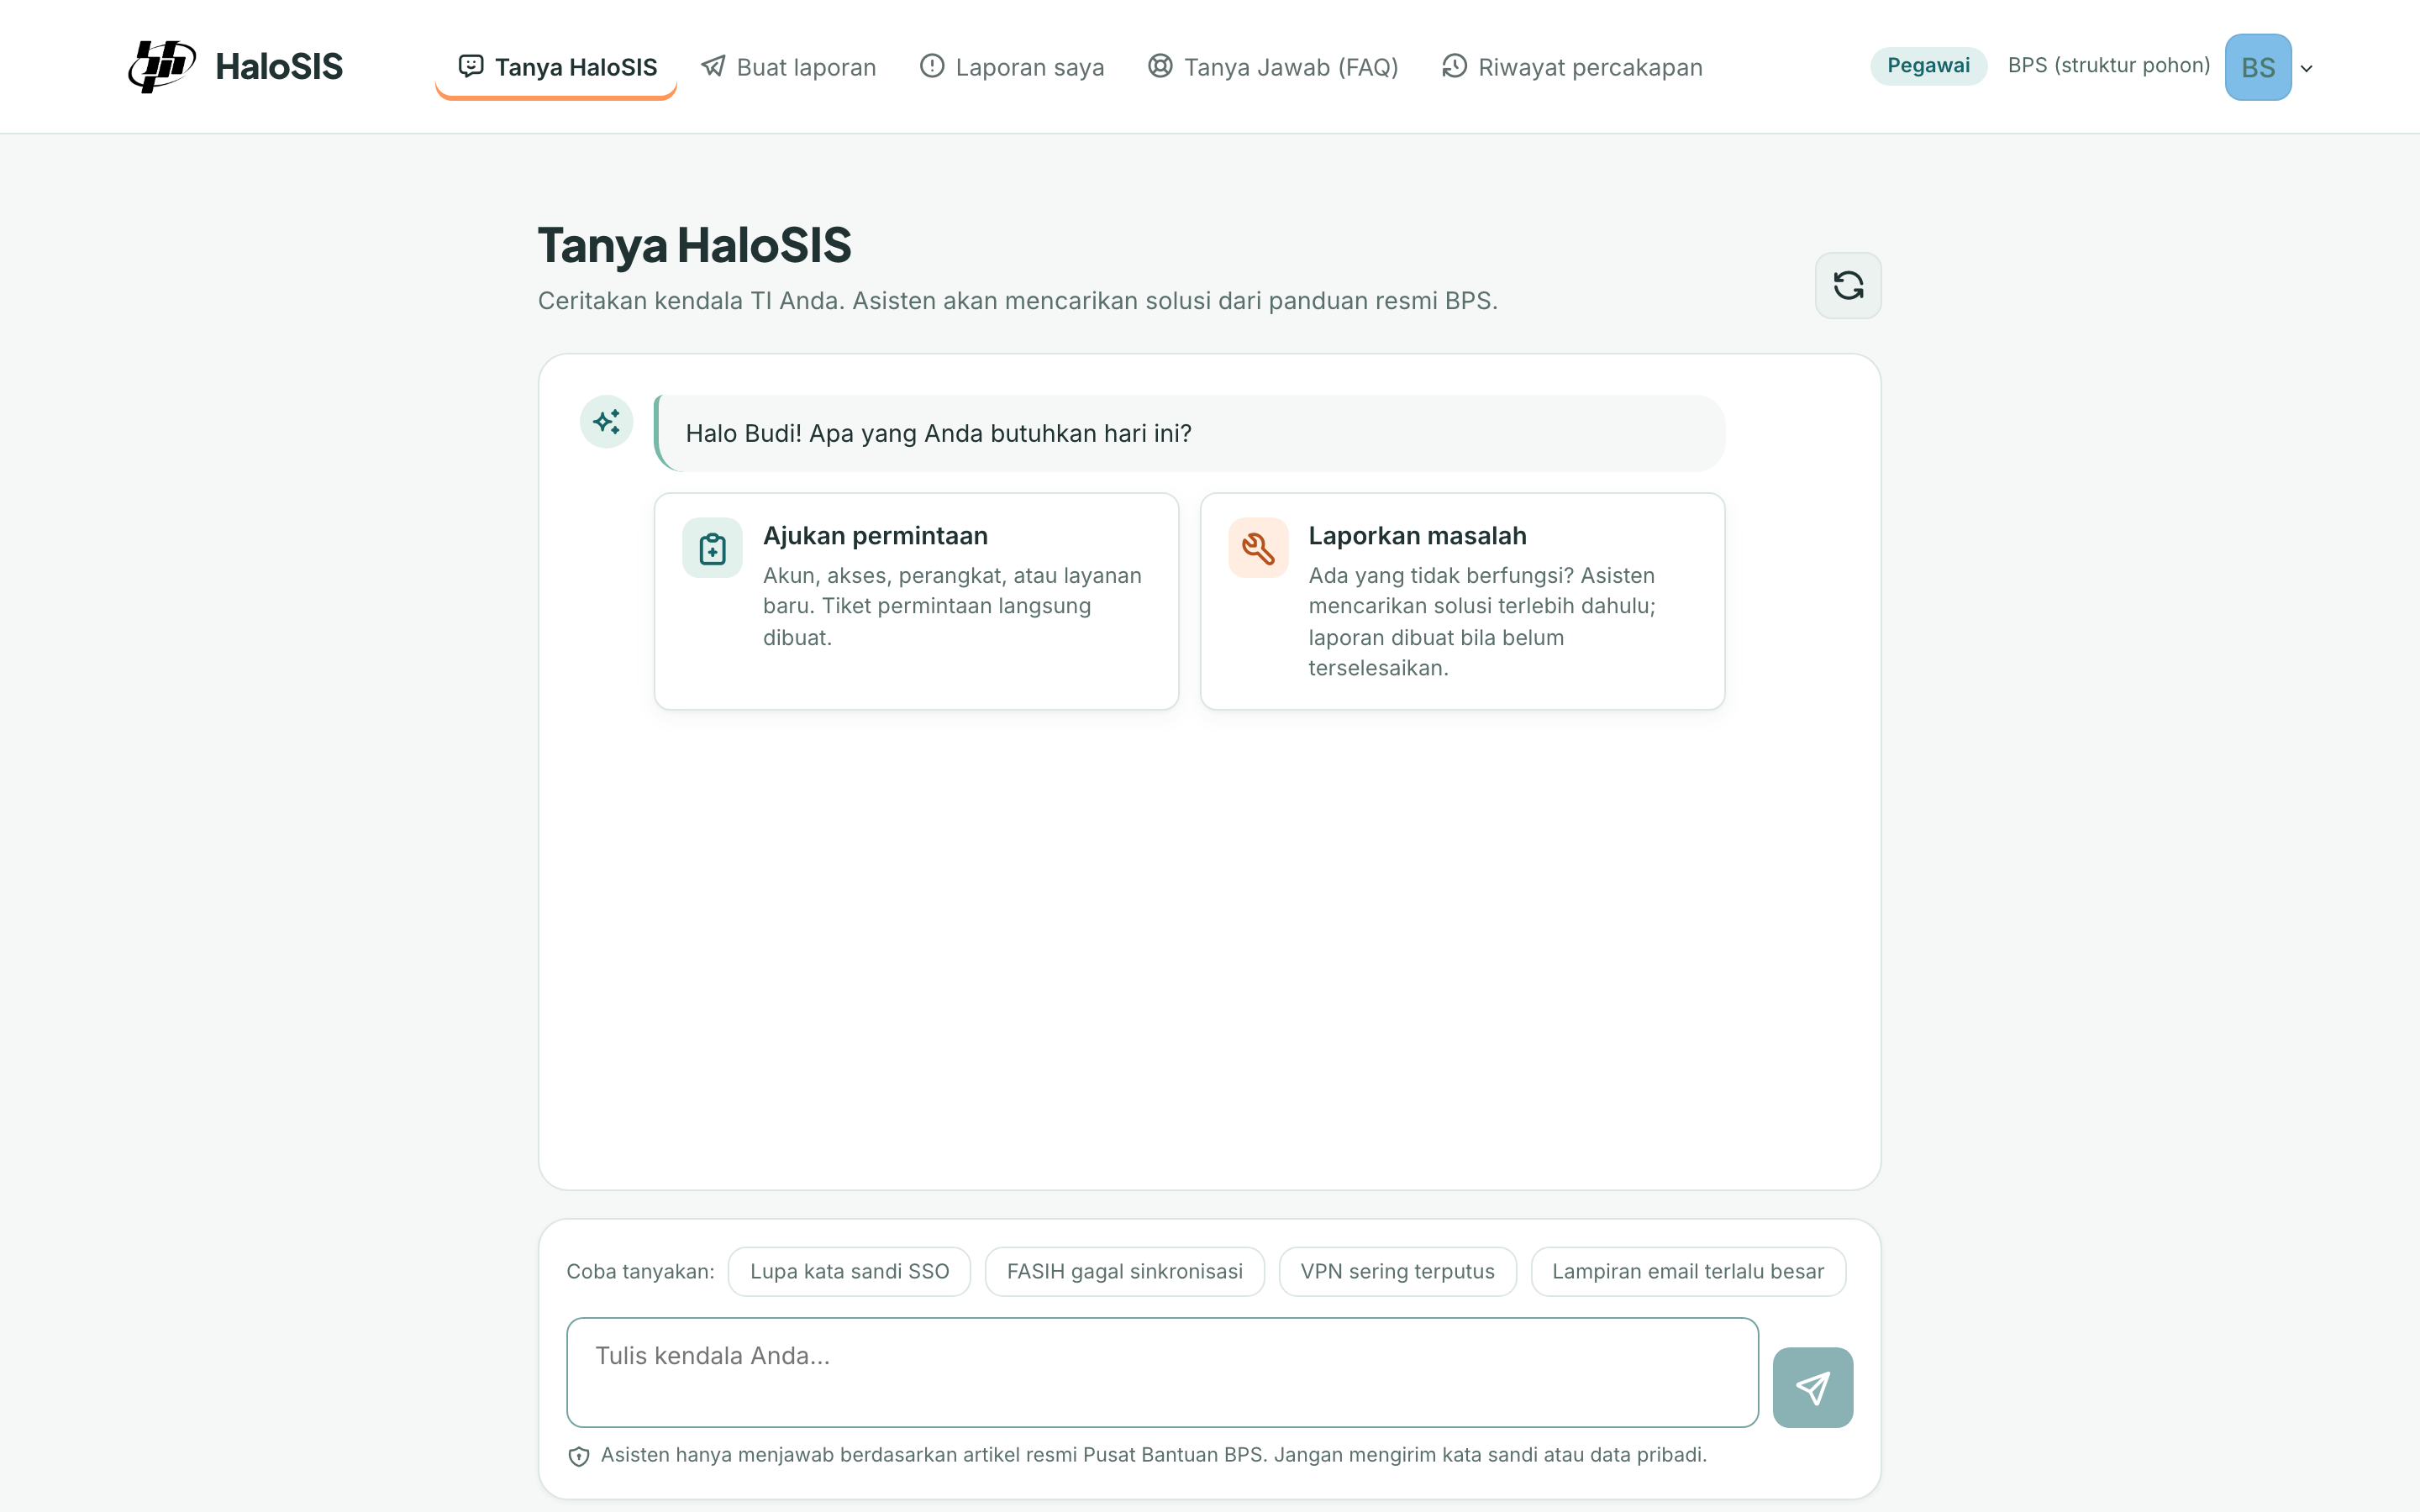 HaloSIS
Tanya HaloSIS
Buat laporan
Laporan saya
Tanya Jawab (FAQ)
Riwayat percakapan
Pegawai
BPS (struktur pohon)
BS
Tanya HaloSIS
Ceritakan kendala TI Anda. Asisten akan mencarikan solusi dari panduan resmi BPS.
Halo Budi! Apa yang Anda butuhkan hari ini?
Ajukan permintaan
Akun, akses, perangkat, atau layanan
baru. Tiket permintaan langsung
dibuat.
Laporkan masalah
Ada yang tidak berfungsi? Asisten
mencarikan solusi terlebih dahulu;
laporan dibuat bila belum
terselesaikan.
Coba tanyakan:
Lupa kata sandi SSO
FASIH gagal sinkronisasi
VPN sering terputus
Lampiran email terlalu besar
Tulis kendala Anda...
Asisten hanya menjawab berdasarkan artikel resmi Pusat Bantuan BPS. Jangan mengirim kata sandi atau data pribadi.